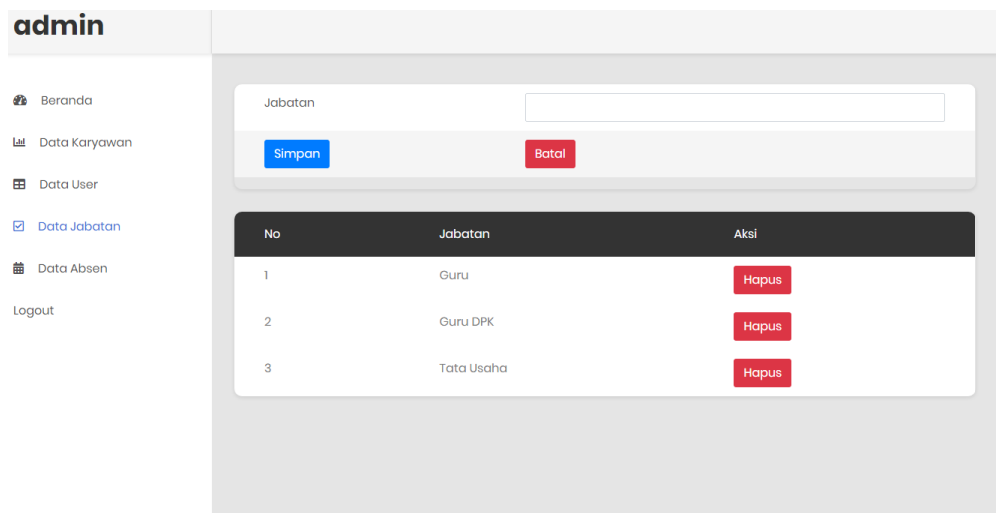 admin
Beranda
Data Karyawan
Data User
Data Jabatan
Data Absen
Logout
Jabatan
Simpan Batal
No Jabatan Aksi
1 Guru Hapus
2 Guru DPK Hapus
3 Tata Usaha Hapus